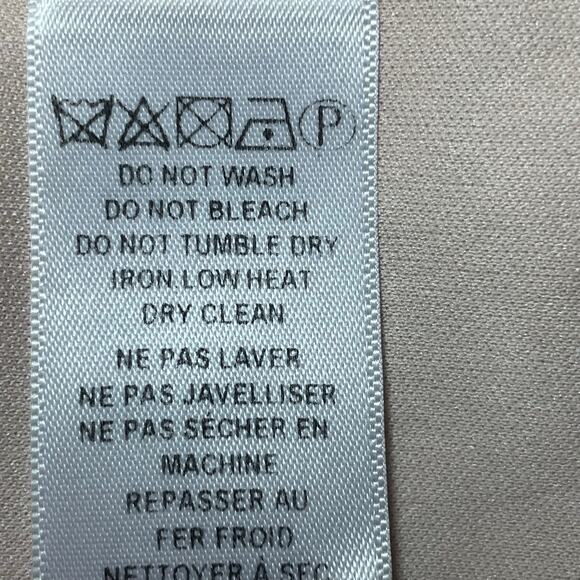 P
DO NOT WASH
DO NOT BLEACH
DO NOT TUMBLE DRY
IRON LOW HEAT
DRY CLEAN
NE PAS LAVER
NE PAS JAVELLISER
NE PAS SÉCHER EN
MACHINE
REPASSER AU
FER FROID
NETTOYER À SEC